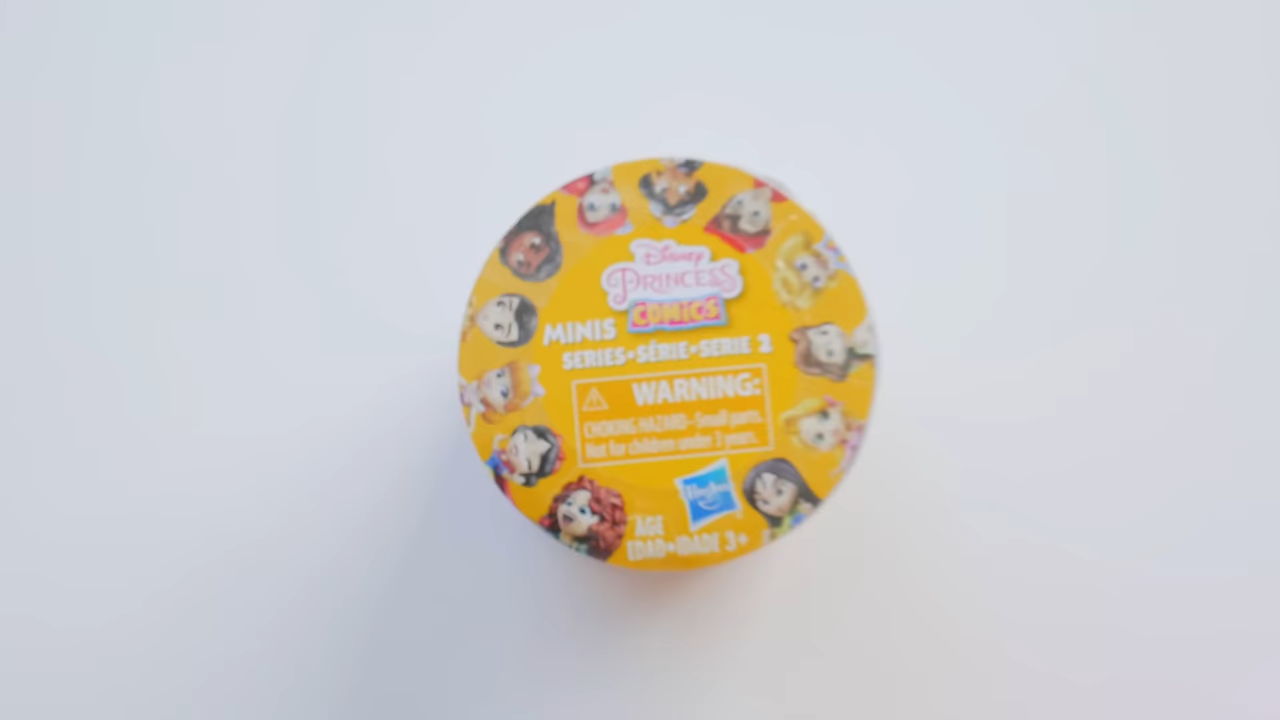 Disney
PRINCESS
COMICS
MINIS
SERIES•SÉRIE•SERIE 2
WARNING:
CHOKING HAZARD-Small parts.
Not for children under 3 years.
Hasbro
AGE
EDAD•IDADE 3+